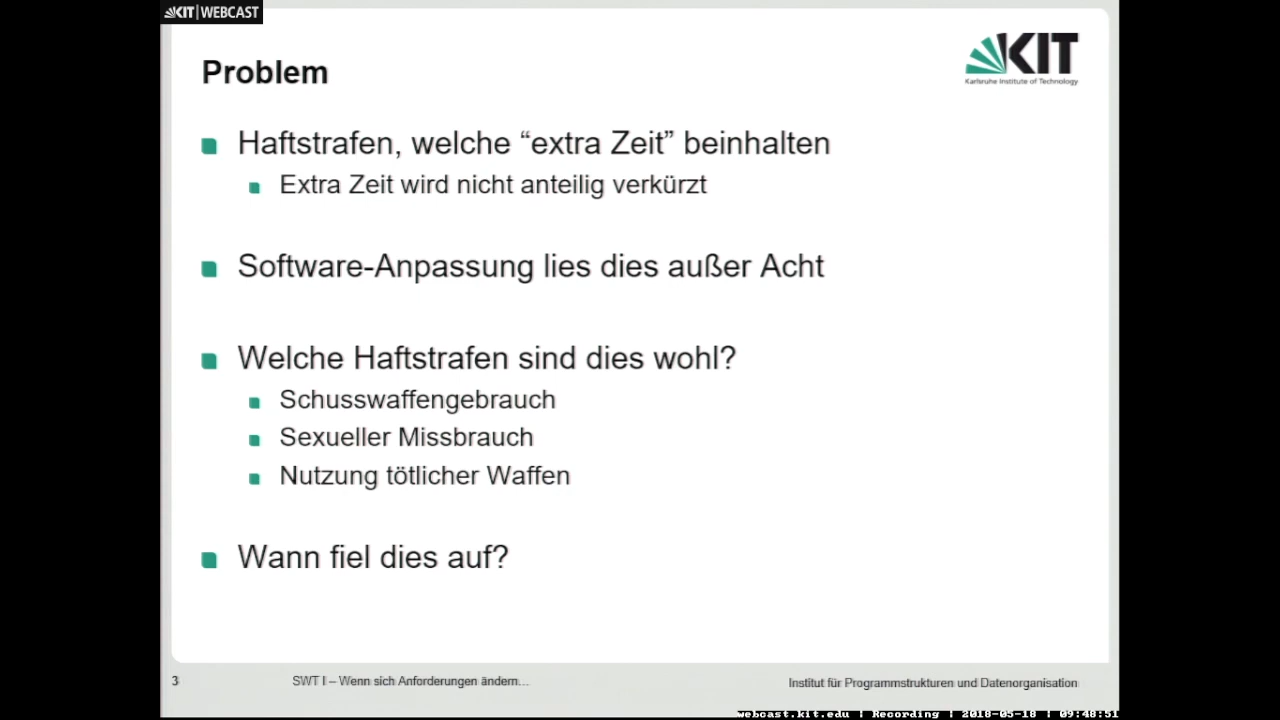 KIT | WEBCAST
Problem
KIT
Karlsruhe Institute of Technology
Haftstrafen, welche “extra Zeit” beinhalten
Extra Zeit wird nicht anteilig verkürzt
Software-Anpassung lies dies außer Acht
Welche Haftstrafen sind dies wohl?
Schusswaffengebrauch
Sexueller Missbrauch
Nutzung tötlicher Waffen
Wann fiel dies auf?
3
SWT I – Wenn sich Anforderungen ändern...
Institut für Programmstrukturen und Datenorganisation
webcast.kit.edu | Recording | 2018-05-18 | 09:48:51